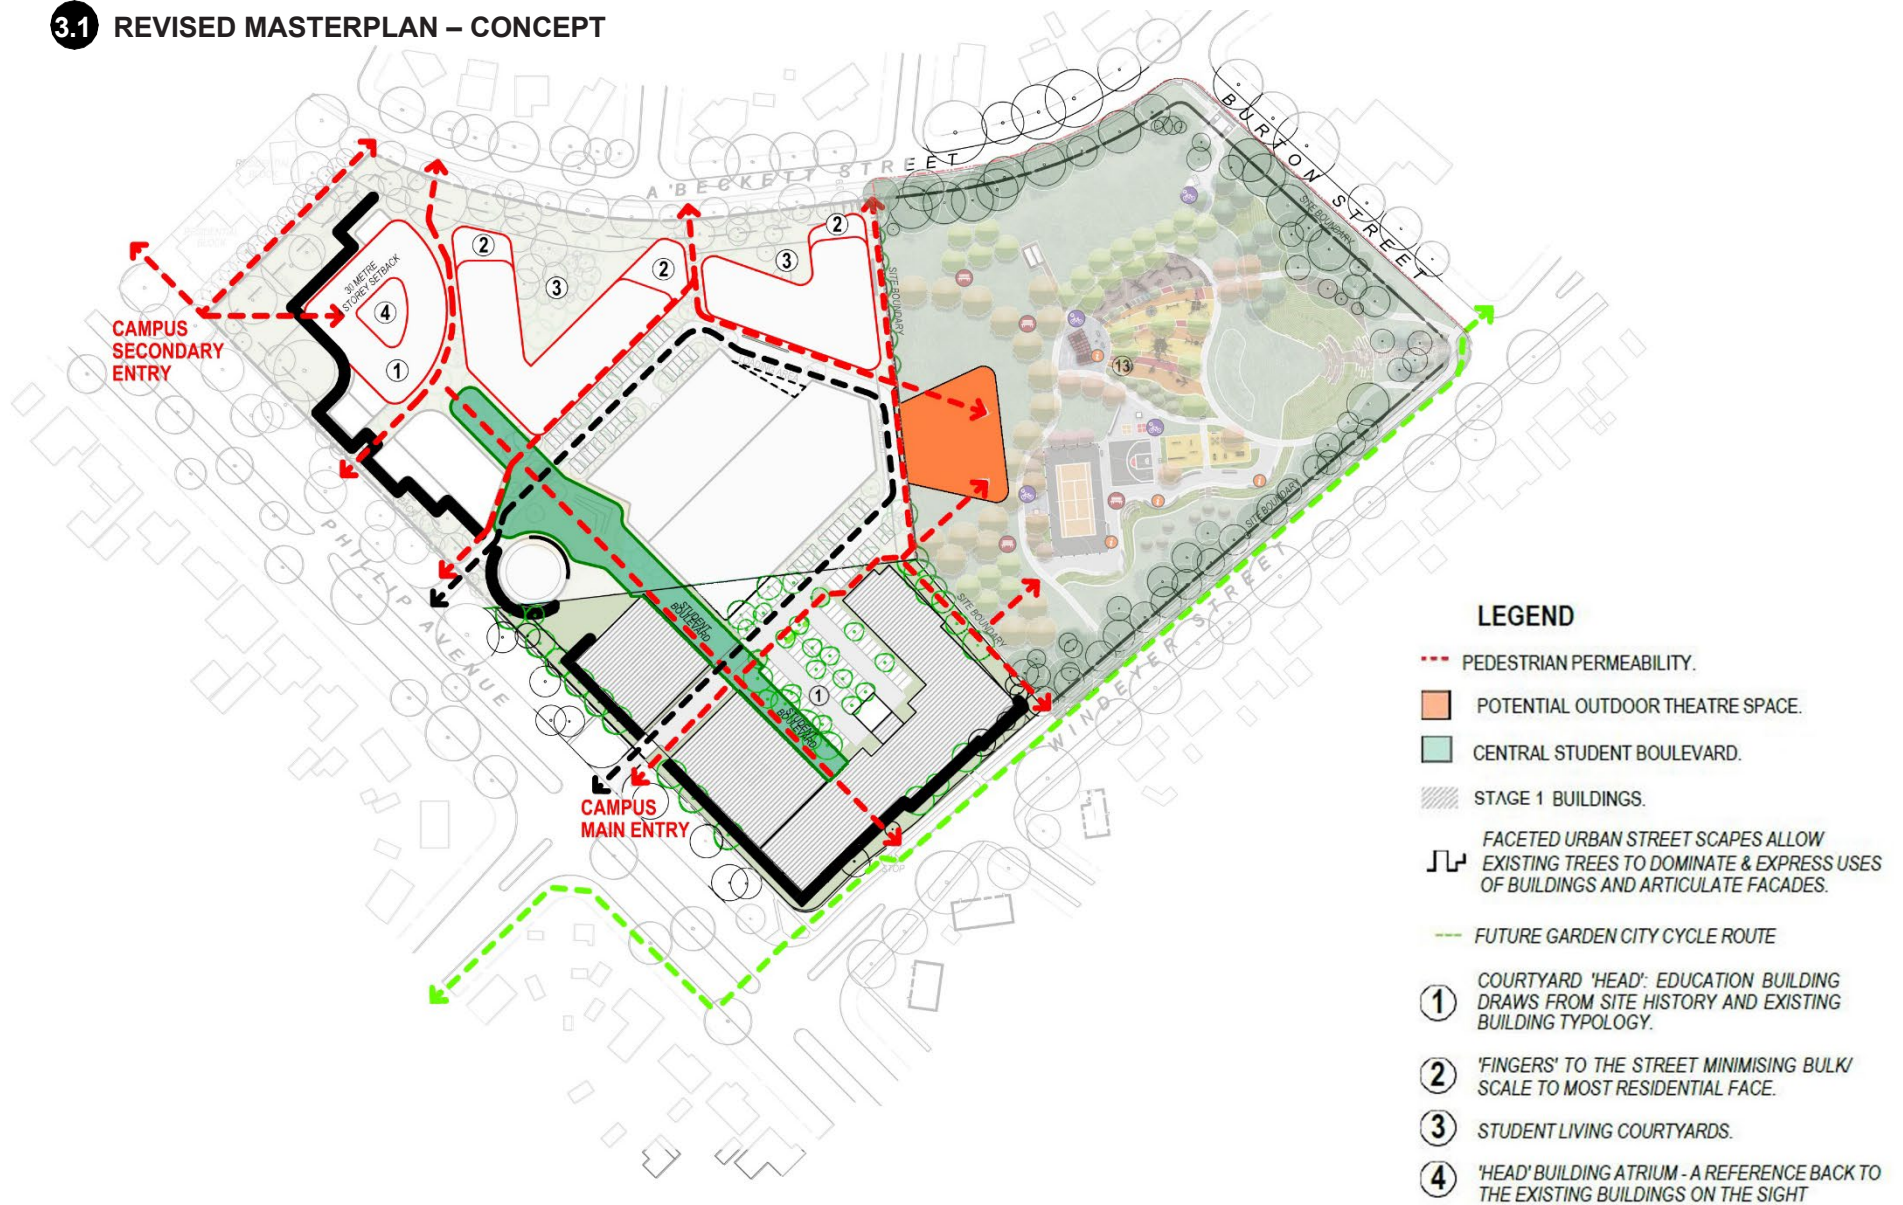 3.1 REVISED MASTERPLAN – CONCEPT
BURTON STREET
A'BECKETT STREET
SITE BOUNDARY
2
2
2
3
3
30 METRE
STOREY SETBACK
4
1
SITE BOUNDARY
CAMPUS
SECONDARY
ENTRY
13
SITE BOUNDARY
PHILLIP AVENUE
WINDEYER STREET
SITE BOUNDARY
STUDENT
BOULEVARD
1
STUDENT
BOULEVARD
CAMPUS
MAIN ENTRY
STOP
LEGEND
PEDESTRIAN PERMEABILITY.
POTENTIAL OUTDOOR THEATRE SPACE.
CENTRAL STUDENT BOULEVARD.
STAGE 1 BUILDINGS.
FACETED URBAN STREET SCAPES ALLOW
EXISTING TREES TO DOMINATE & EXPRESS USES
OF BUILDINGS AND ARTICULATE FACADES.
FUTURE GARDEN CITY CYCLE ROUTE
1 COURTYARD 'HEAD': EDUCATION BUILDING
DRAWS FROM SITE HISTORY AND EXISTING
BUILDING TYPOLOGY.
2 'FINGERS' TO THE STREET MINIMISING BULK/
SCALE TO MOST RESIDENTIAL FACE.
3 STUDENT LIVING COURTYARDS.
4 'HEAD' BUILDING ATRIUM - A REFERENCE BACK TO
THE EXISTING BUILDINGS ON THE SIGHT